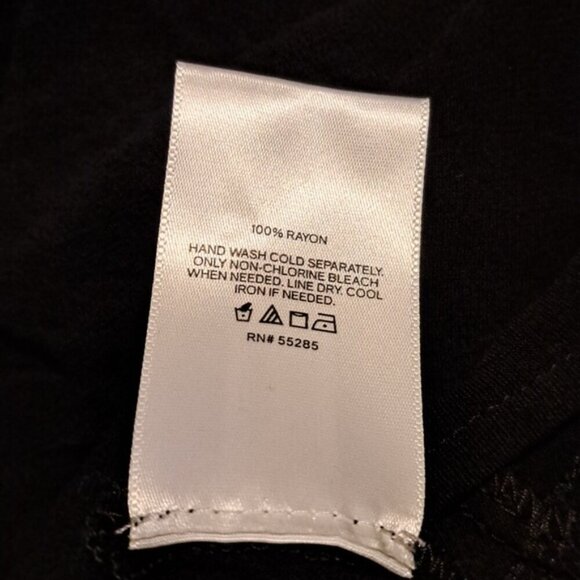 100% RAYON
HAND WASH COLD SEPARATELY.
ONLY NON-CHLORINE BLEACH
WHEN NEEDED. LINE DRY. COOL
IRON IF NEEDED.
RN# 55285